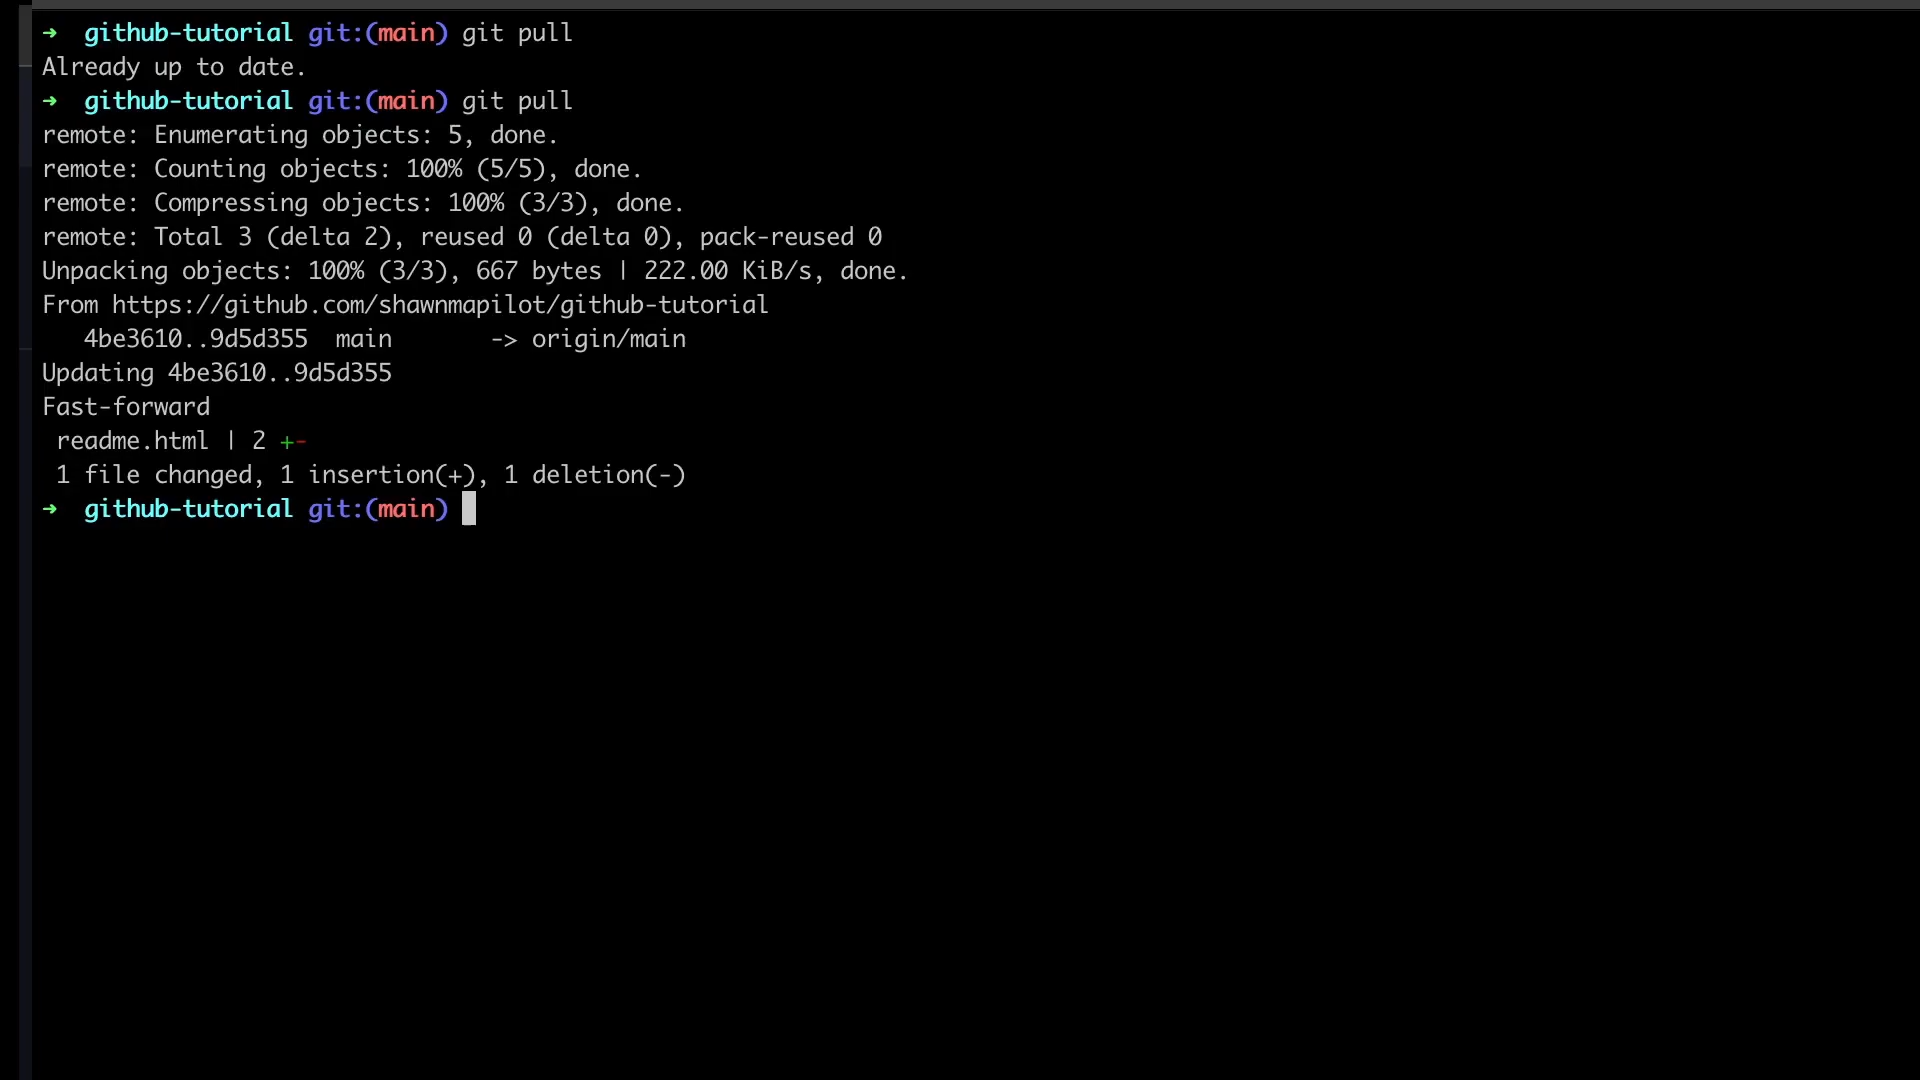 ➜  github-tutorial git:(main) git pull
Already up to date.
➜  github-tutorial git:(main) git pull
remote: Enumerating objects: 5, done.
remote: Counting objects: 100% (5/5), done.
remote: Compressing objects: 100% (3/3), done.
remote: Total 3 (delta 2), reused 0 (delta 0), pack-reused 0
Unpacking objects: 100% (3/3), 667 bytes | 222.00 KiB/s, done.
From https://github.com/shawnmapilot/github-tutorial
   4be3610..9d5d355  main       -> origin/main
Updating 4be3610..9d5d355
Fast-forward
 readme.html | 2 +-
 1 file changed, 1 insertion(+), 1 deletion(-)
➜  github-tutorial git:(main)